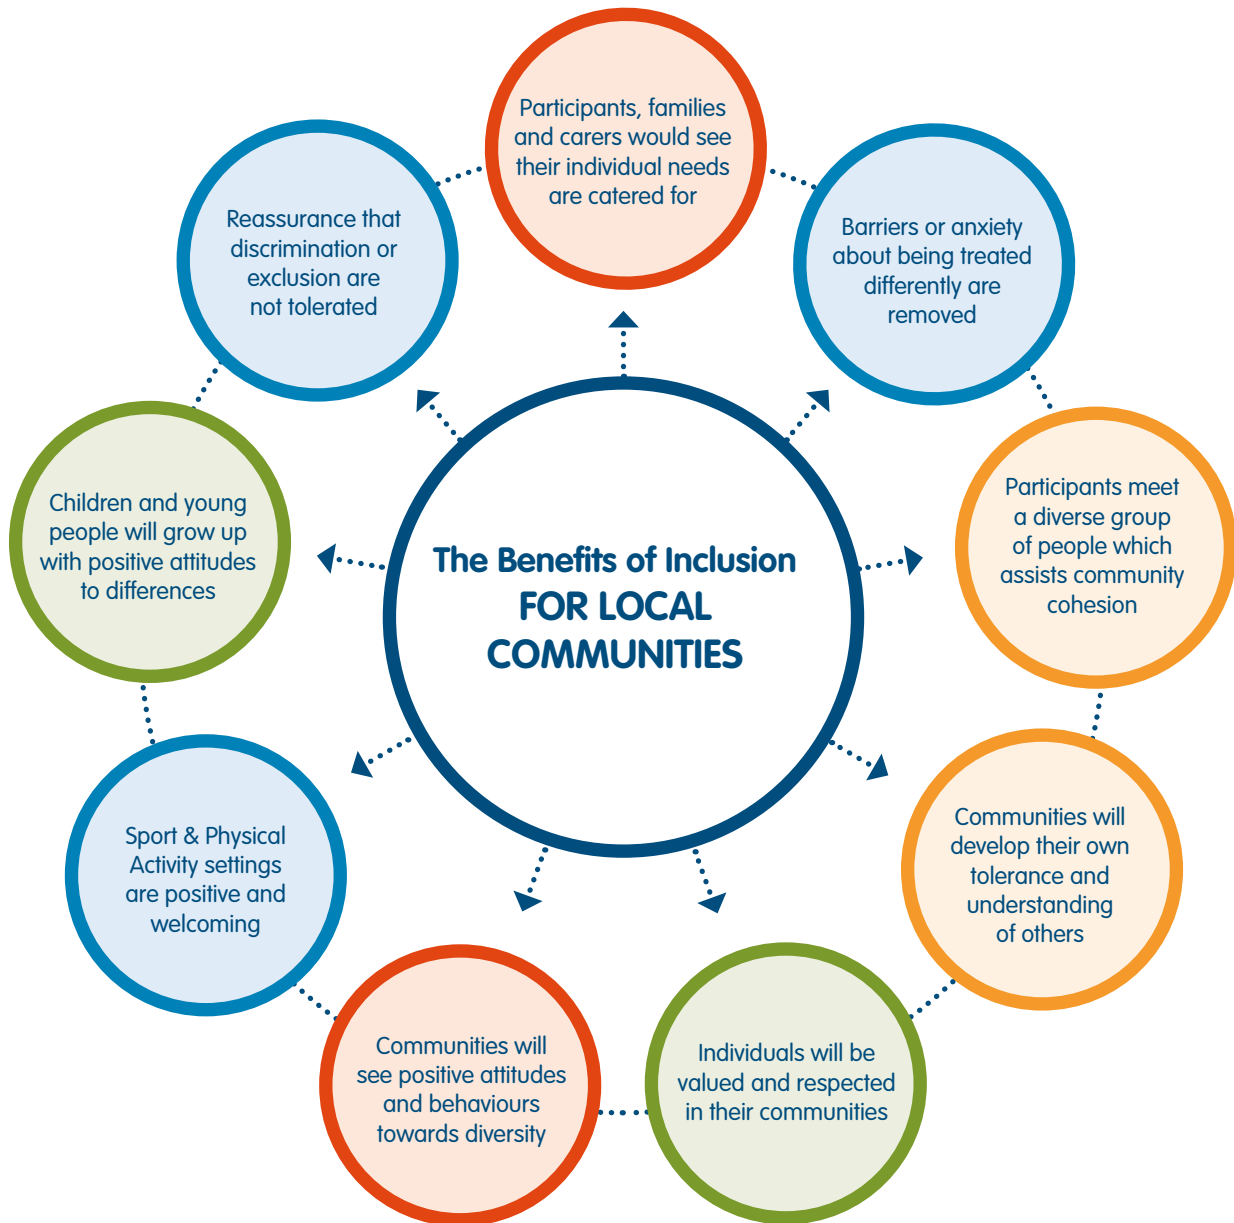 Participants, families
and carers would see
their individual needs
are catered for
Barriers or anxiety
about being treated
differently are
removed
Participants meet
a diverse group
of people which
assists community
cohesion
Communities will
develop their own
tolerance and
understanding
of others
Individuals will be
valued and respected
in their communities
Communities will
see positive attitudes
and behaviours
towards diversity
Sport & Physical
Activity settings
are positive and
welcoming
Children and young
people will grow up
with positive attitudes
to differences
Reassurance that
discrimination or
exclusion are
not tolerated
The Benefits of Inclusion
FOR LOCAL
COMMUNITIES